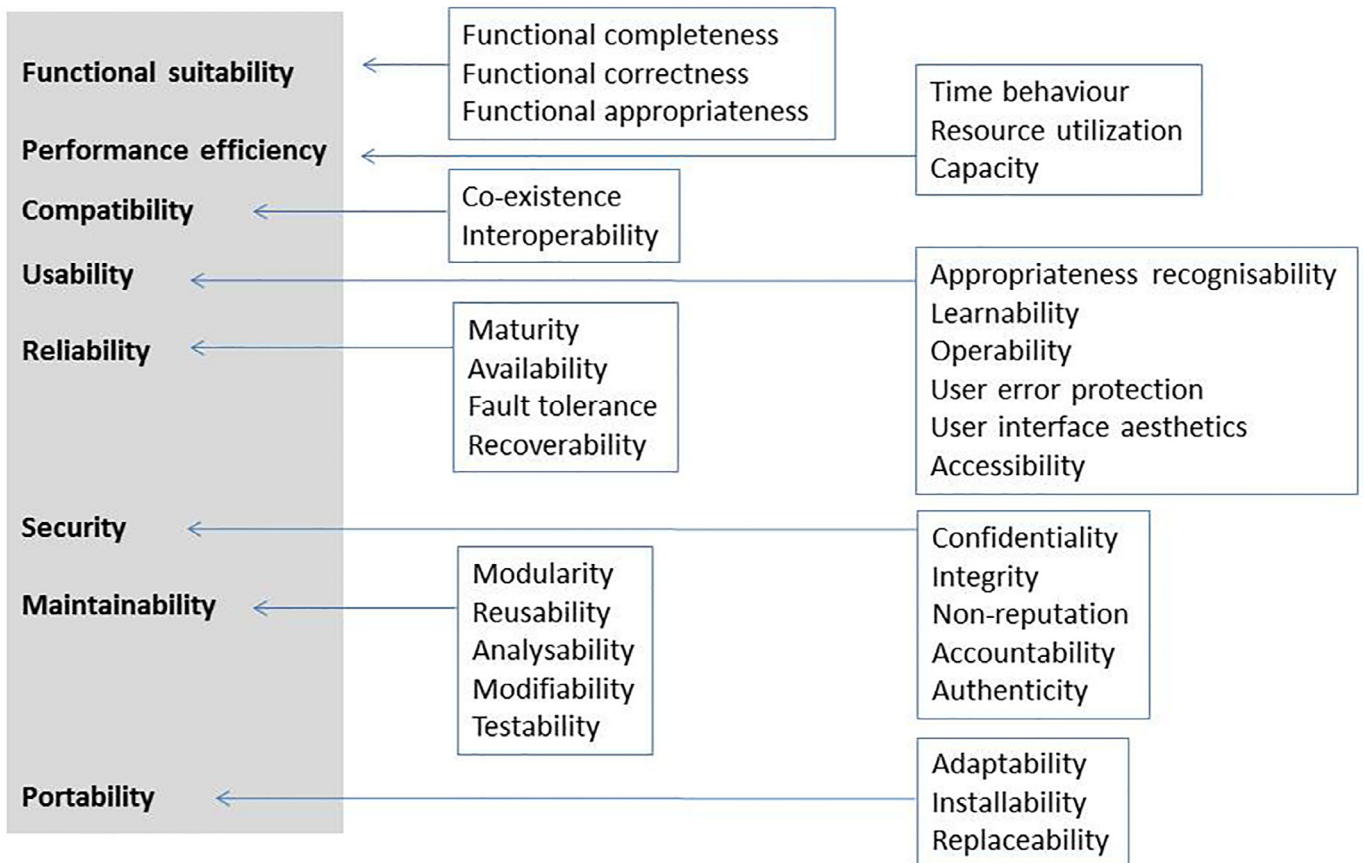 Functional suitability
Functional completeness
Functional correctness
Functional appropriateness
Performance efficiency
Time behaviour
Resource utilization
Capacity
Compatibility
Co-existence
Interoperability
Usability
Appropriateness recognisability
Learnability
Operability
User error protection
User interface aesthetics
Accessibility
Reliability
Maturity
Availability
Fault tolerance
Recoverability
Security
Confidentiality
Integrity
Non-reputation
Accountability
Authenticity
Maintainability
Modularity
Reusability
Analysability
Modifiability
Testability
Portability
Adaptability
Installability
Replaceability